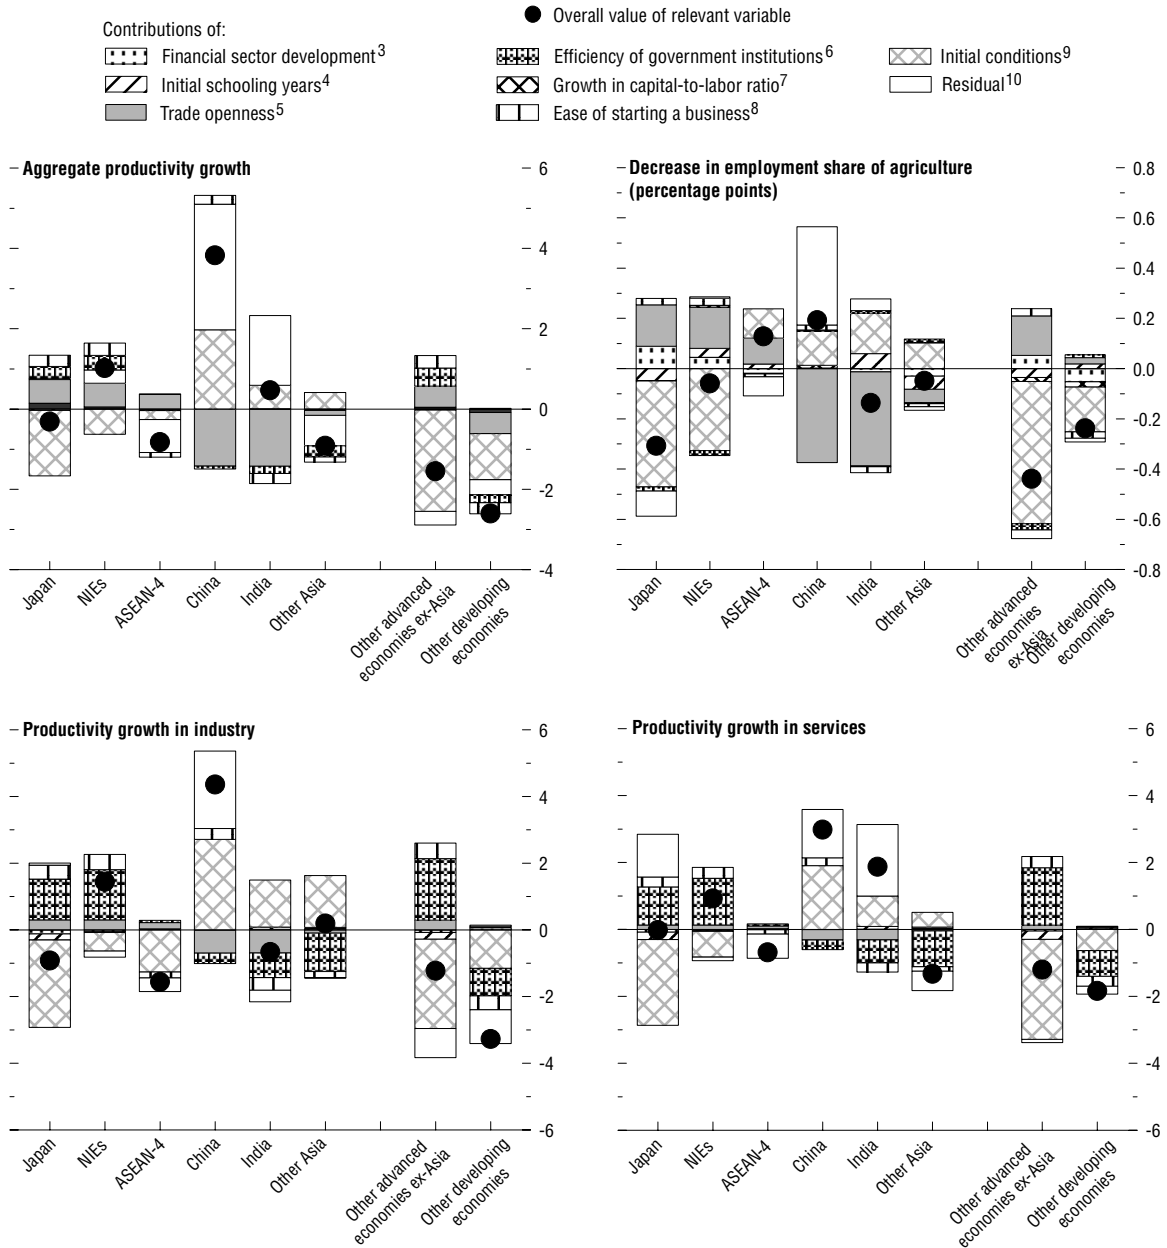 Overall value of relevant variable
Contributions of:
Financial sector development3
Efficiency of government institutions6
Initial conditions9
Initial schooling years4
Growth in capital-to-labor ratio7
Residual10
Trade openness5
Ease of starting a business8
Aggregate productivity growth
6
4
2
0
-2
-4
Japan
NIEs
ASEAN-4
China
India
Other Asia
Other advanced
economies ex-Asia
Other developing
economies
Decrease in employment share of agriculture
(percentage points)
0.8
0.6
0.4
0.2
0.0
-0.2
-0.4
-0.6
-0.8
Japan
NIEs
ASEAN-4
China
India
Other Asia
Other advanced
economies
ex-Asia
Other developing
economies
Productivity growth in industry
6
4
2
0
-2
-4
-6
Japan
NIEs
ASEAN-4
China
India
Other Asia
Other advanced
economies ex-Asia
Other developing
economies
Productivity growth in services
6
4
2
0
-2
-4
-6
Japan
NIEs
ASEAN-4
China
India
Other Asia
Other advanced
economies ex-Asia
Other developing
economies